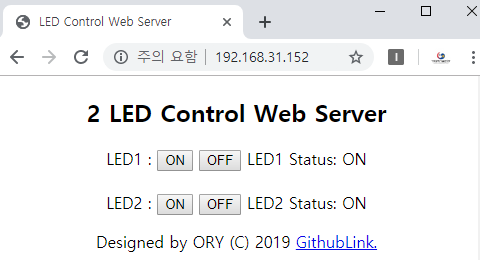 LED Control Web Server
주의 요함 192.168.31.152
2 LED Control Web Server
LED1 : ON OFF LED1 Status: ON
LED2 : ON OFF LED2 Status: ON
Designed by ORY (C) 2019 GithubLink.